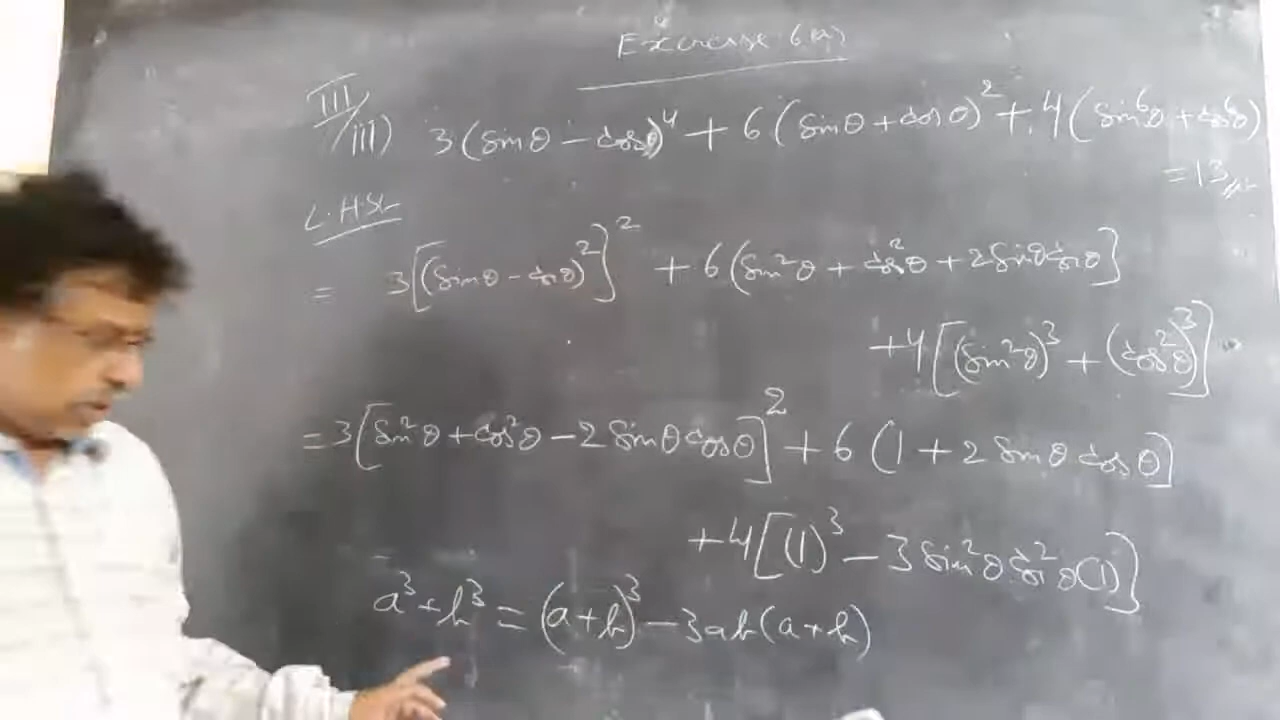 Exercise 6(a)
III/iii) 3(sinθ - cosθ)⁴ + 6(sinθ + cosθ)² + 4(sin⁶θ + cos⁶θ)
= 13
L.H.S
= 3[(sinθ - cosθ)²]² + 6(sin²θ + cos²θ + 2sinθcosθ]
+4[(sin²θ)³ + (cos²θ)³]
= 3[sin²θ + cos²θ - 2sinθcosθ]² + 6(1 + 2sinθcosθ]
+4[(1)³ - 3sin²θcos²θ(1)]
a³+b³ = (a+b)³ - 3ab(a+b)